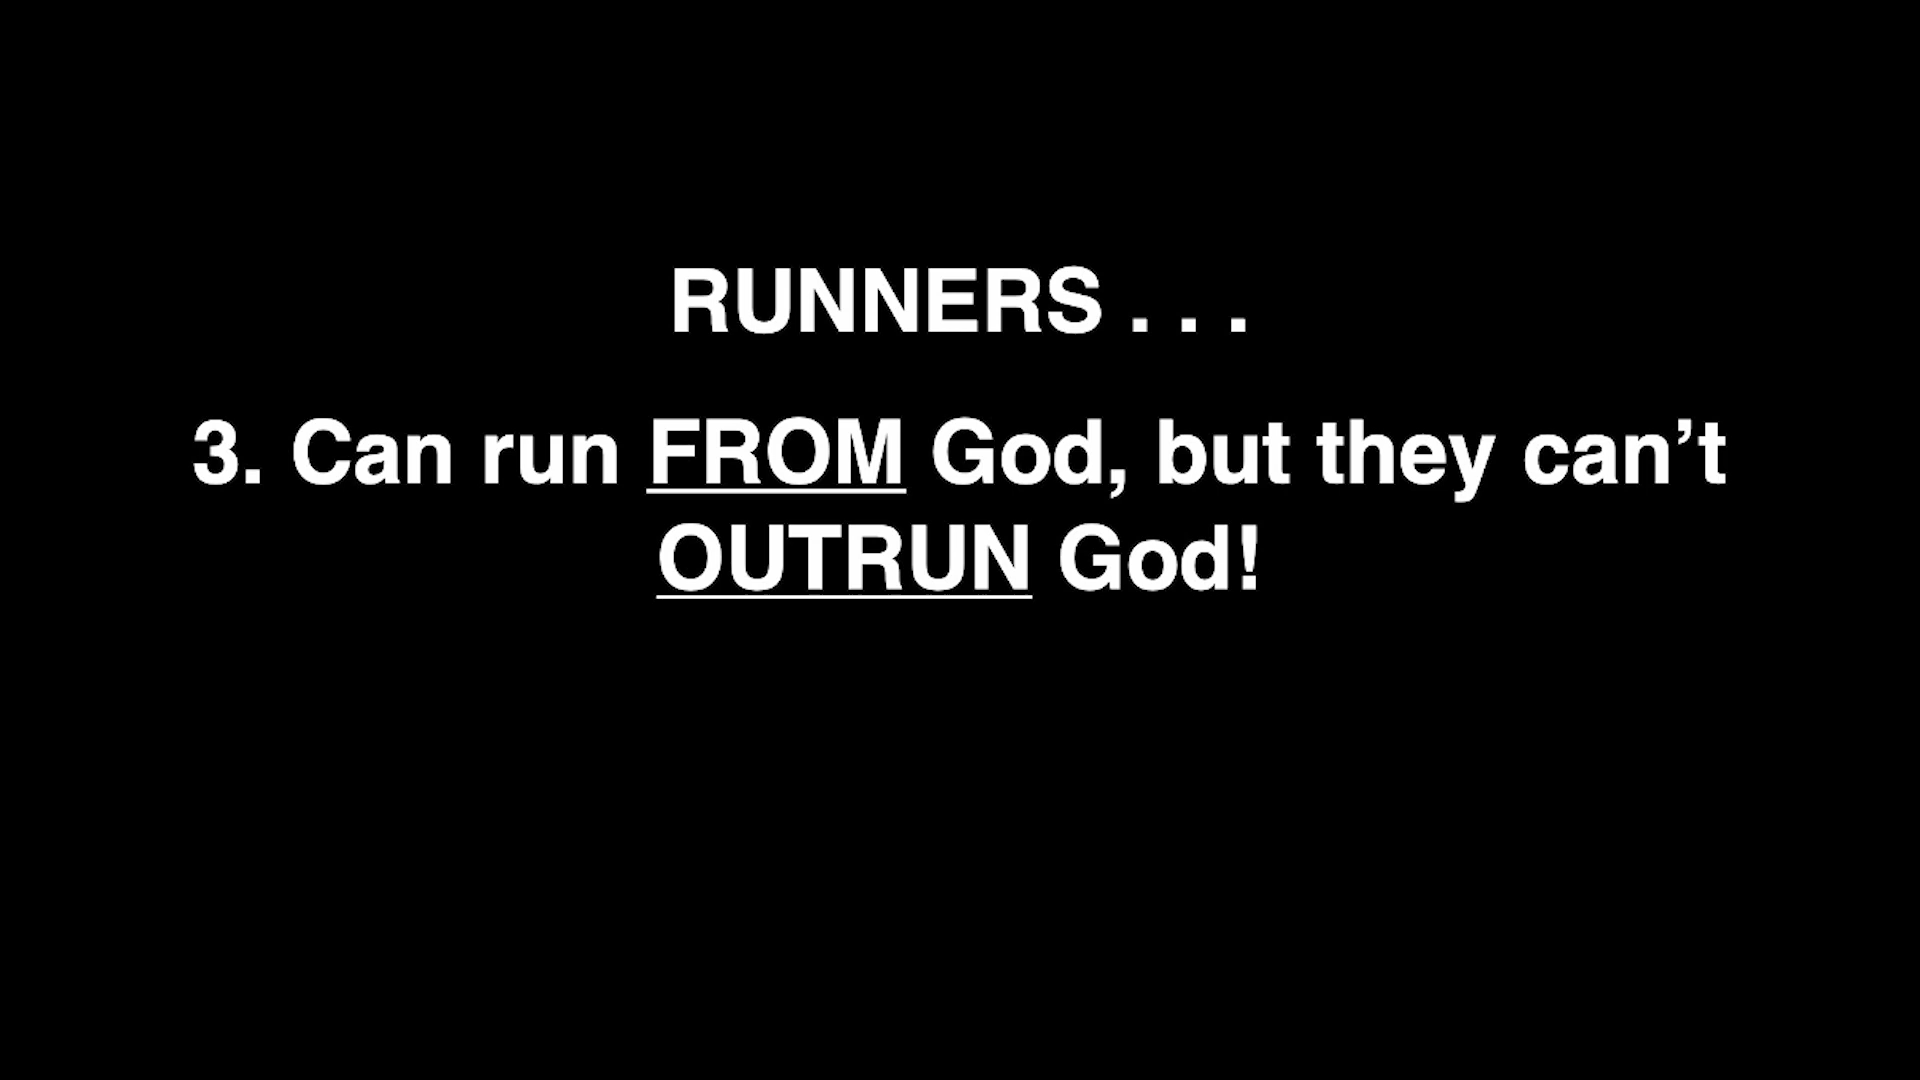 RUNNERS . . .
3. Can run FROM God, but they can’t
OUTRUN God!